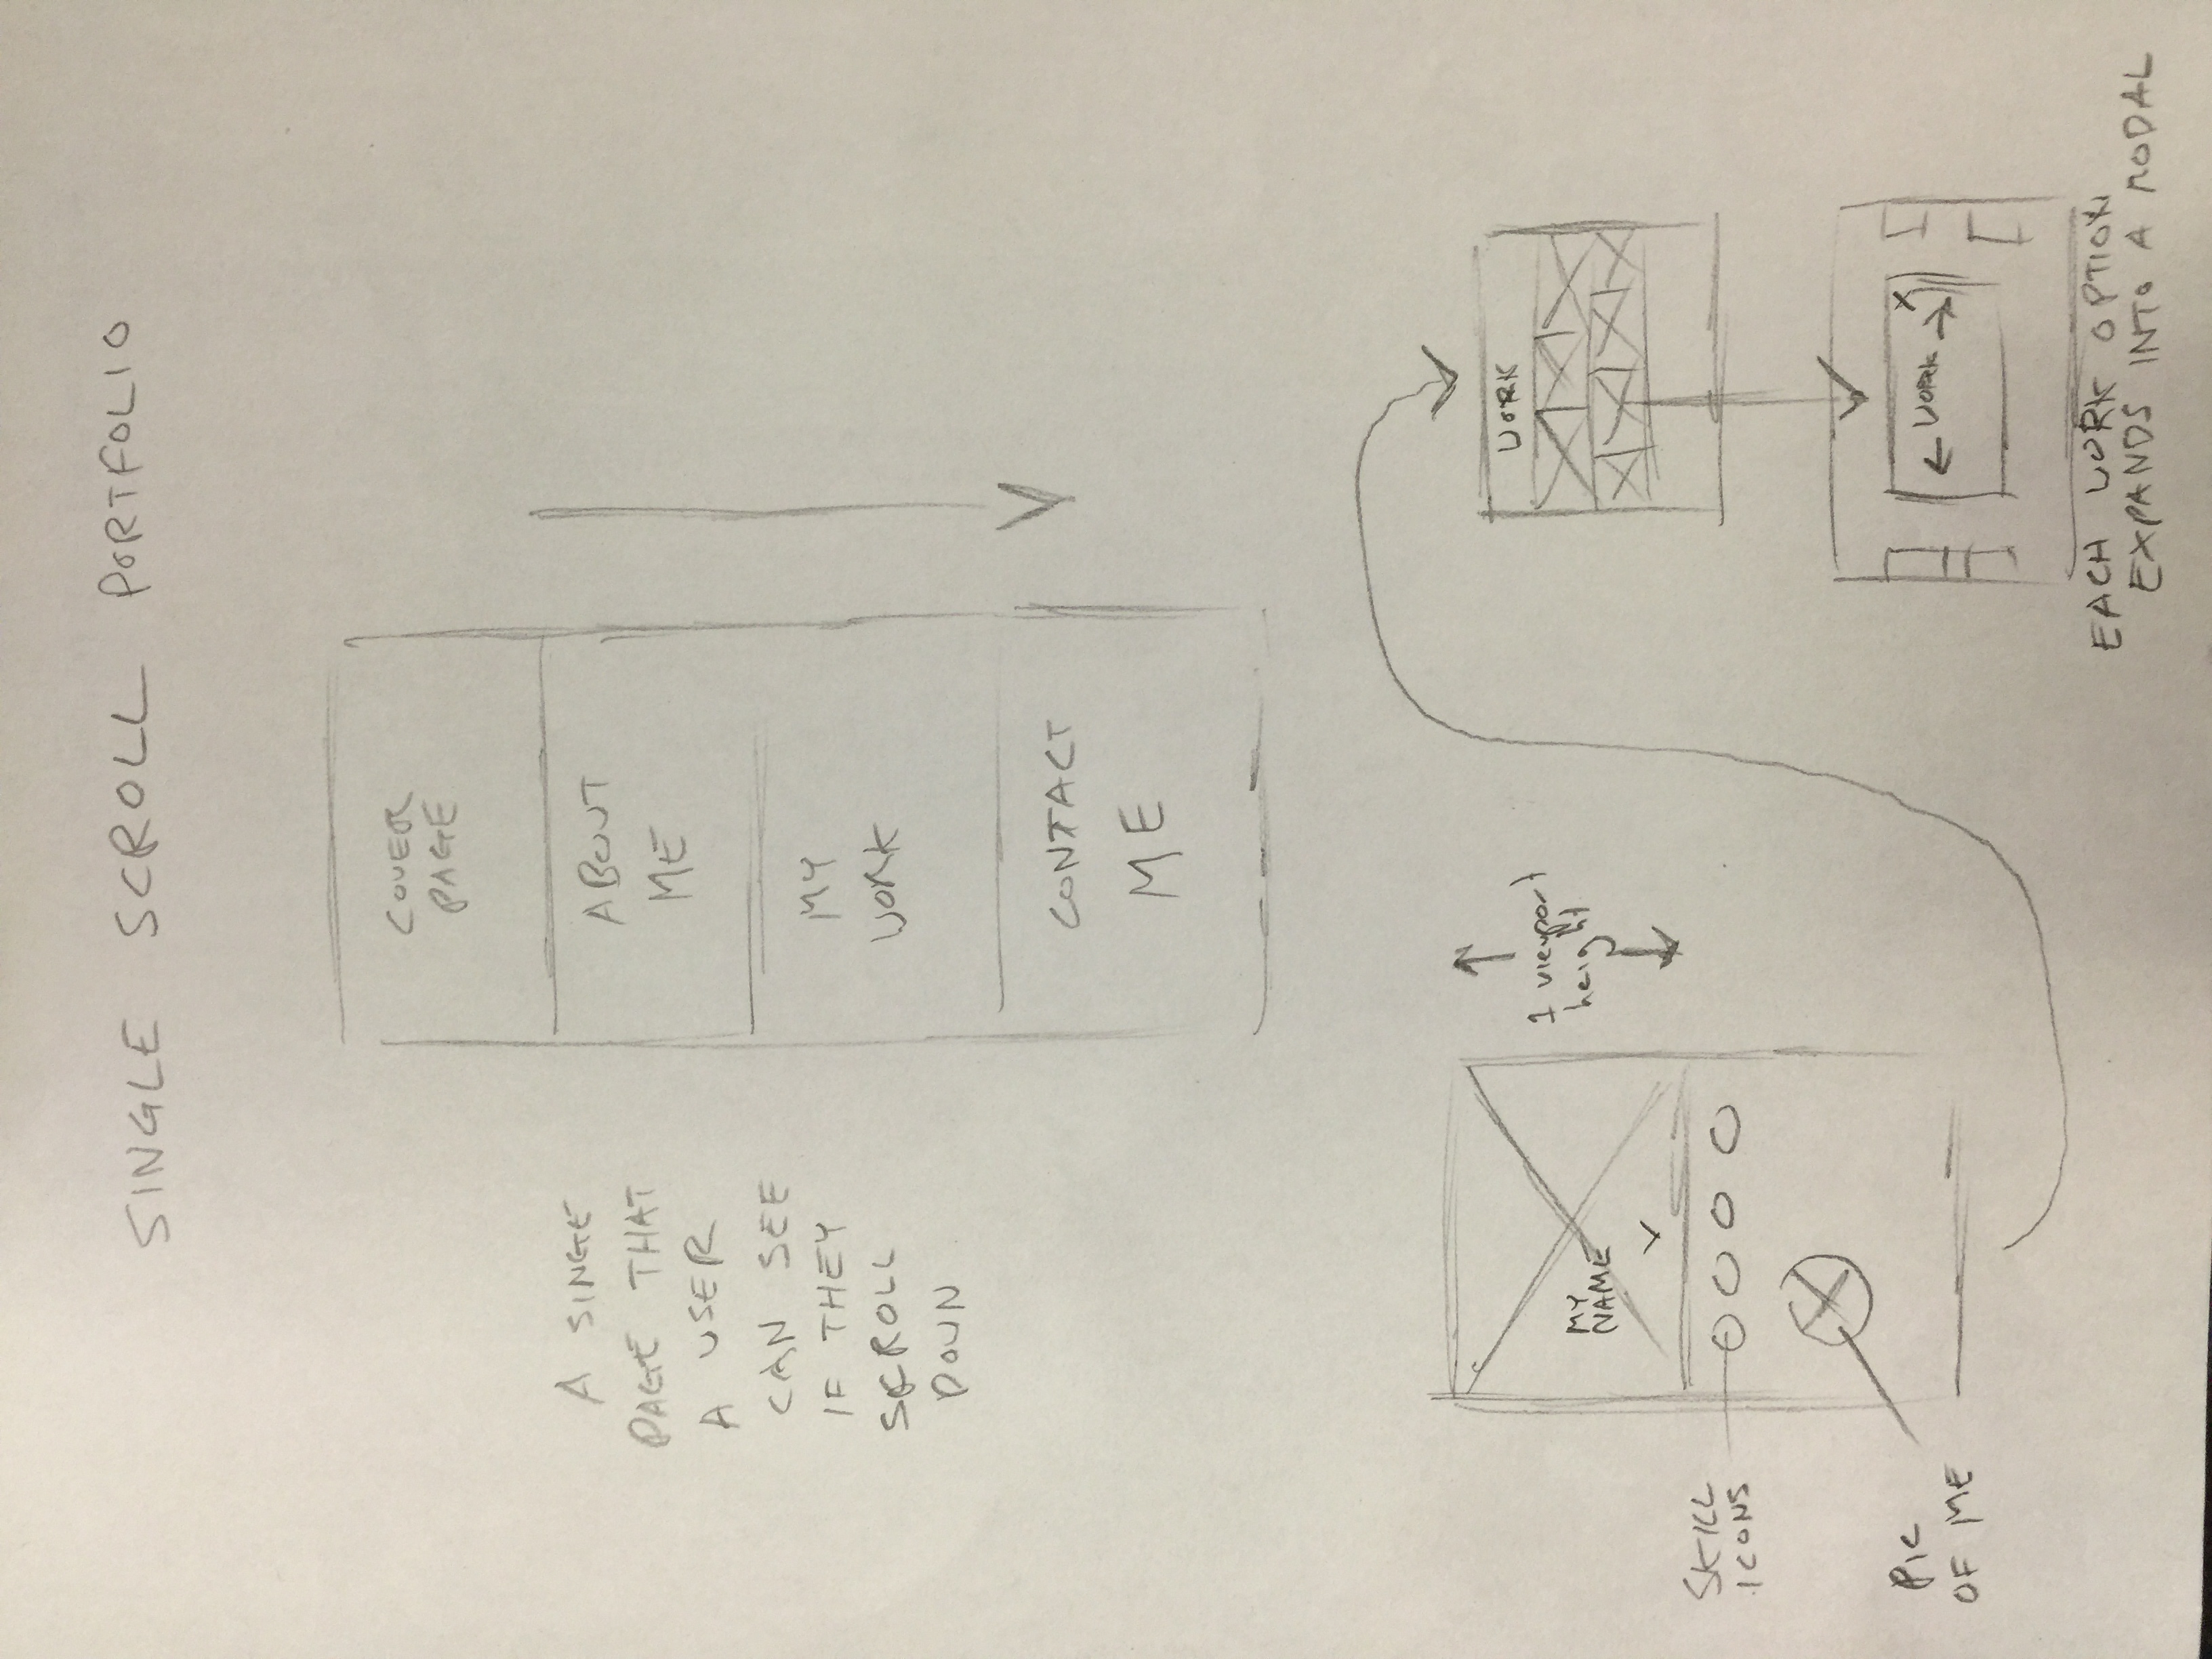 SINGLE SCROLL PORTFOLIO
COVER
PAGE
ABOUT
ME
MY
WORK
CONTACT
ME
A SINGE
PAGE THAT
A USER
CAN SEE
IF THEY
SCROLL
DOWN
MY
NAME
1 viewport
height
SKILL
ICONS
PIC
OF ME
WORK
X
WORK
EACH WORK OPTION
EXPANDS INTO A MODAL